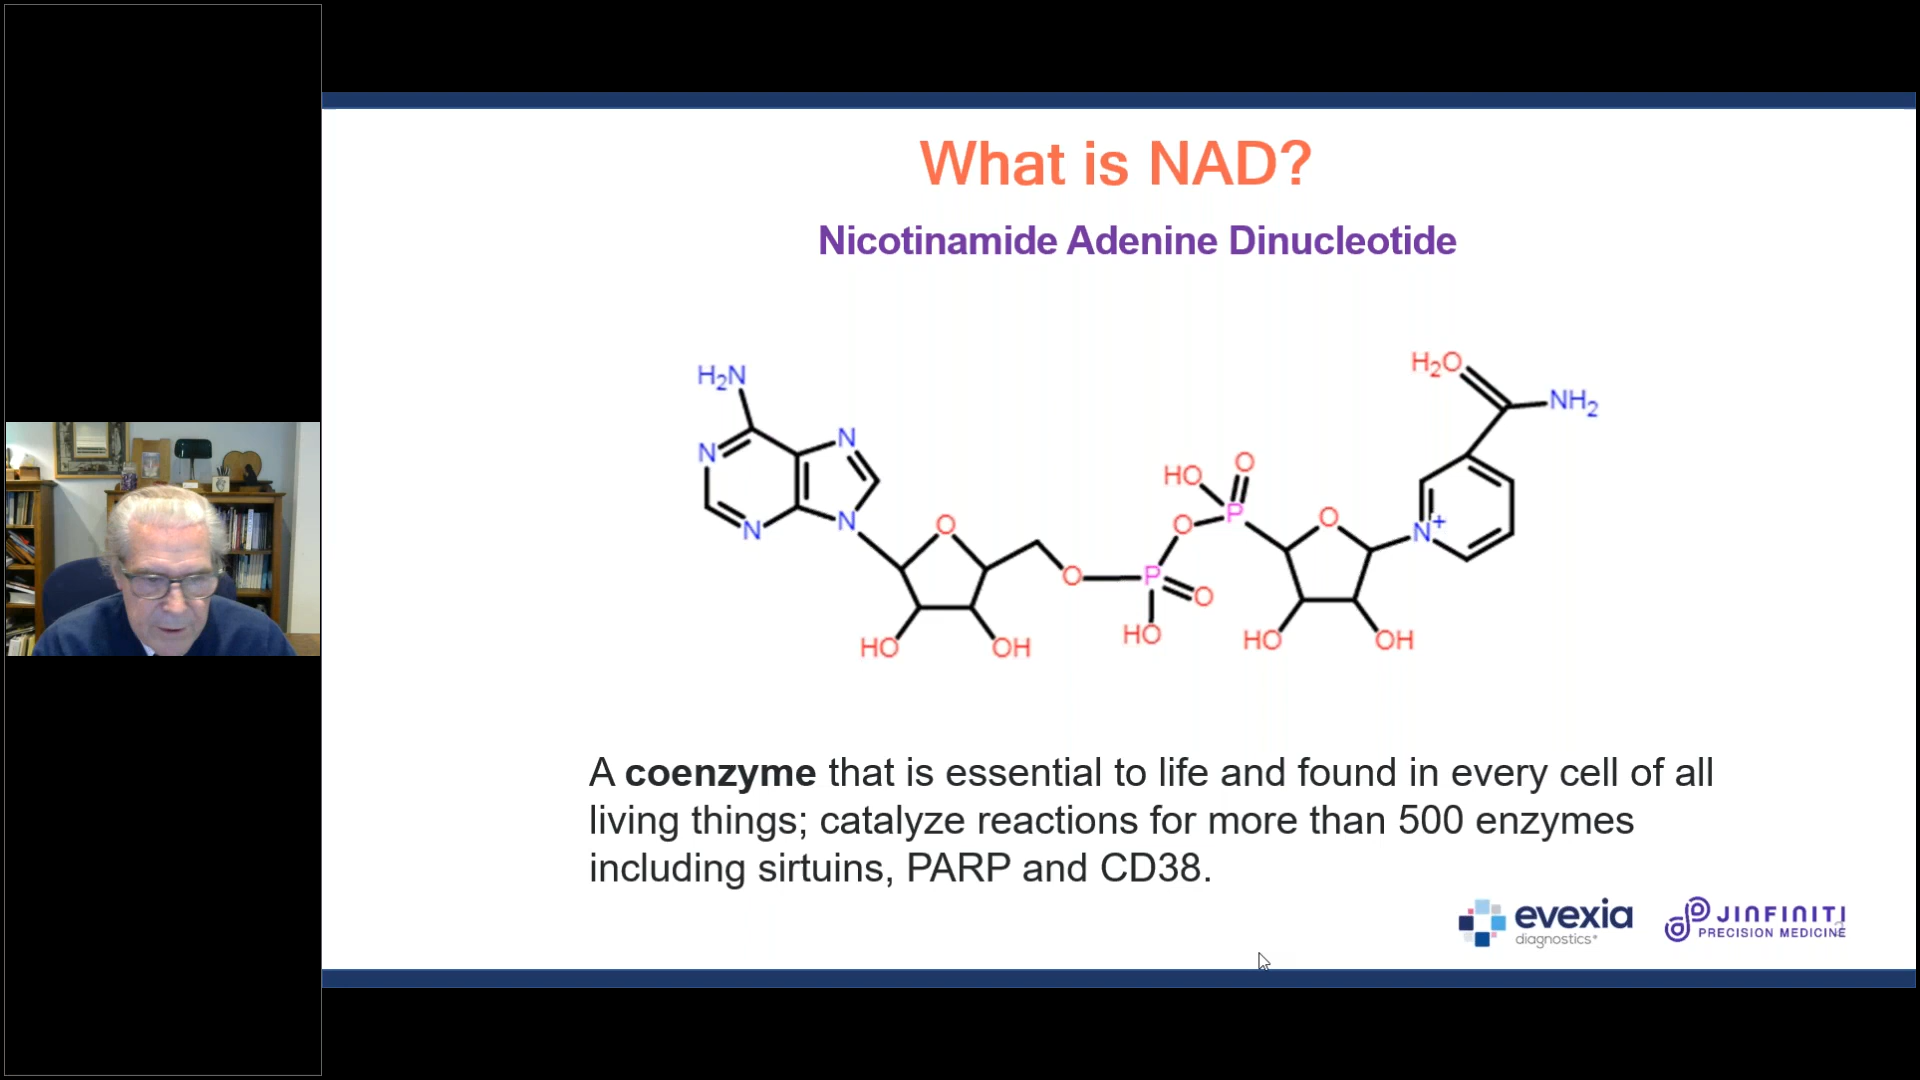 What is NAD?
Nicotinamide Adenine Dinucleotide
H₂N
N
N
N
N
O
HO
OH
O
P
O
HO
O
HO
O
P
O
HO
OH
N⁺
H₂O
NH₂
A coenzyme that is essential to life and found in every cell of all
living things; catalyze reactions for more than 500 enzymes
including sirtuins, PARP and CD38.
evexia
diagnostics
JINFINITI
PRECISION MEDICINE